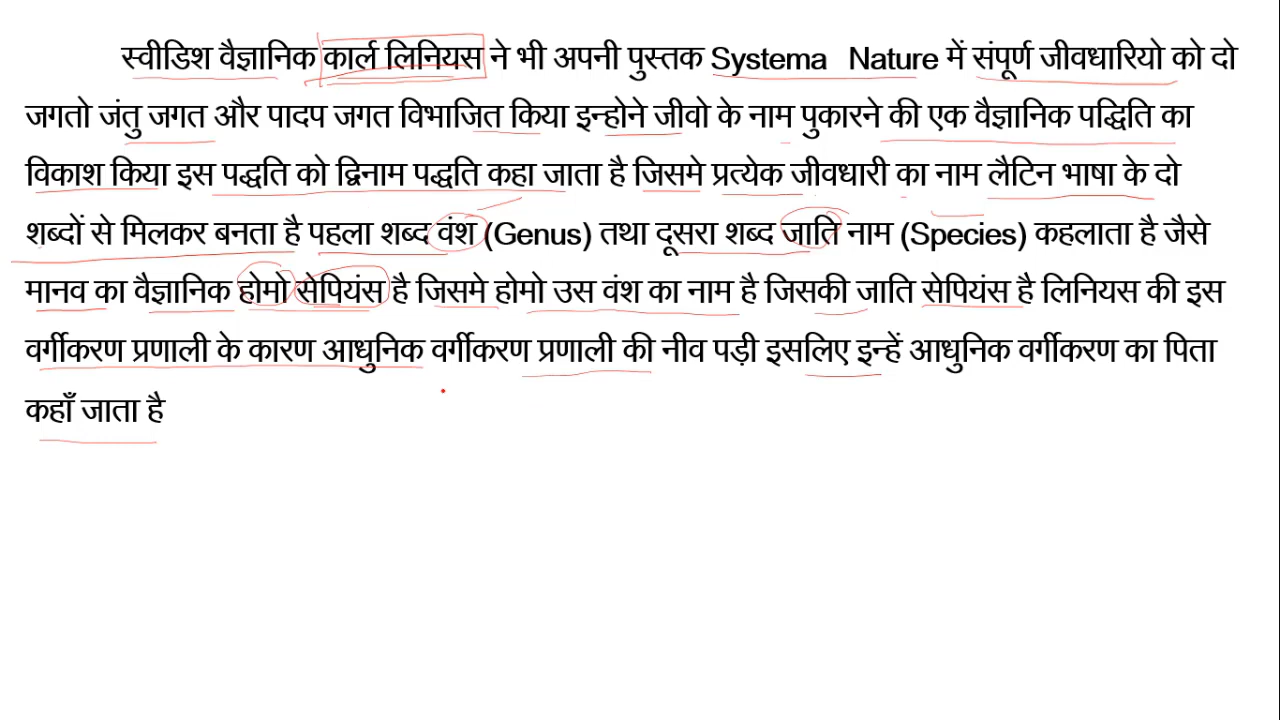 स्वीडिश वैज्ञानिक कार्ल लिनियस ने भी अपनी पुस्तक Systema Nature में संपूर्ण जीवधारियो को दो
जगतो जंतु जगत और पादप जगत विभाजित किया इन्होने जीवो के नाम पुकारने की एक वैज्ञानिक पद्धिति का
विकाश किया इस पद्धति को द्विनाम पद्धति कहा जाता है जिसमे प्रत्येक जीवधारी का नाम लैटिन भाषा के दो
शब्दों से मिलकर बनता है पहला शब्द वंश (Genus) तथा दूसरा शब्द जाति नाम (Species) कहलाता है जैसे
मानव का वैज्ञानिक होमो सेपियंस है जिसमे होमो उस वंश का नाम है जिसकी जाति सेपियंस है लिनियस की इस
वर्गीकरण प्रणाली के कारण आधुनिक वर्गीकरण प्रणाली की नीव पड़ी इसलिए इन्हें आधुनिक वर्गीकरण का पिता
कहाँ जाता है